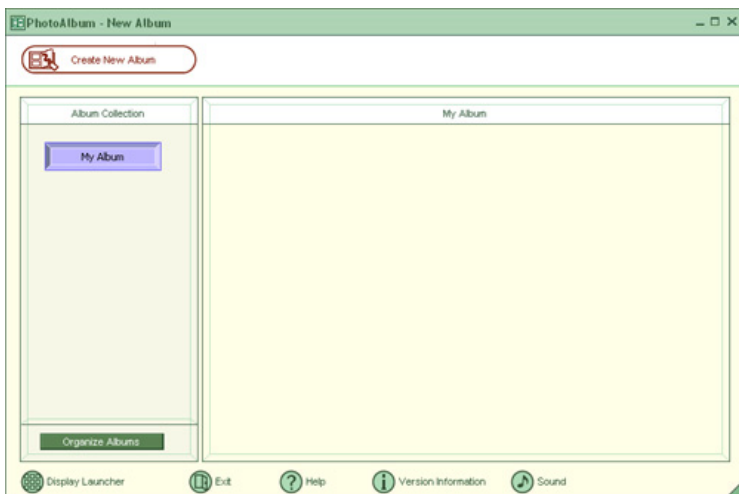 PhotoAlbum - New Album
Create New Album
Album Collection
My Album
My Album
Organize Albums
Display Launcher
Exit
Help
Version Information
Sound